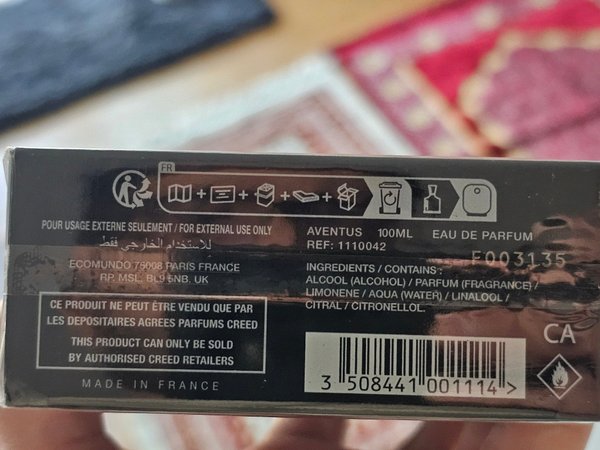 FR
POUR USAGE EXTERNE SEULEMENT / FOR EXTERNAL USE ONLY
للاستخدام الخارجي فقط
ECOMUNDO 75008 PARIS FRANCE
RP. MSL. BL9 5NB. UK
CE PRODUIT NE PEUT ÊTRE VENDU QUE PAR
LES DEPOSITAIRES AGREES PARFUMS CREED
THIS PRODUCT CAN ONLY BE SOLD
BY AUTHORISED CREED RETAILERS
MADE IN FRANCE
AVENTUS 100ML EAU DE PARFUM
REF: 1110042
F003135
INGREDIENTS / CONTAINS :
ALCOOL (ALCOHOL) / PARFUM (FRAGRANCE) /
LIMONENE / AQUA (WATER) / LINALOOL /
CITRAL / CITRONELLOL.
CA
3 508441 001114 >